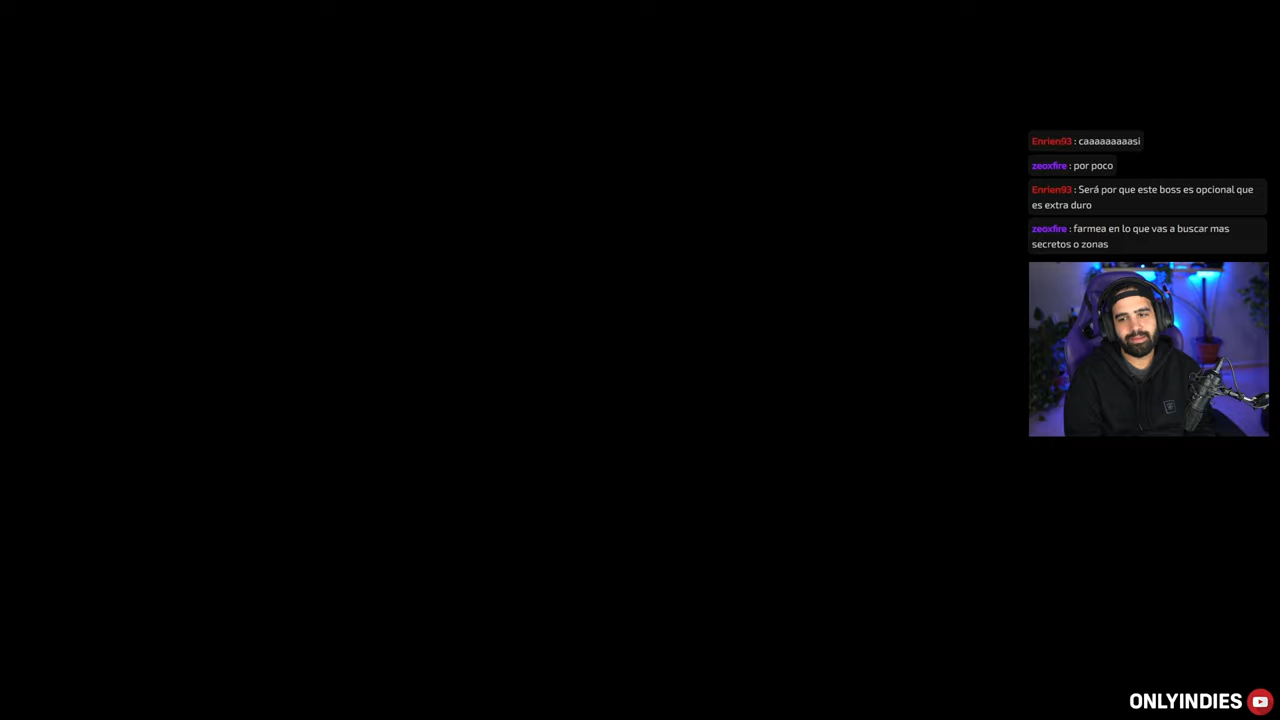 Enrien93 : caaaaaaaaasi
zeoxfire : por poco
Enrien93 : Será por que este boss es opcional que
es extra duro
zeoxfire : farmea en lo que vas a buscar mas
secretos o zonas
ONLYINDIES